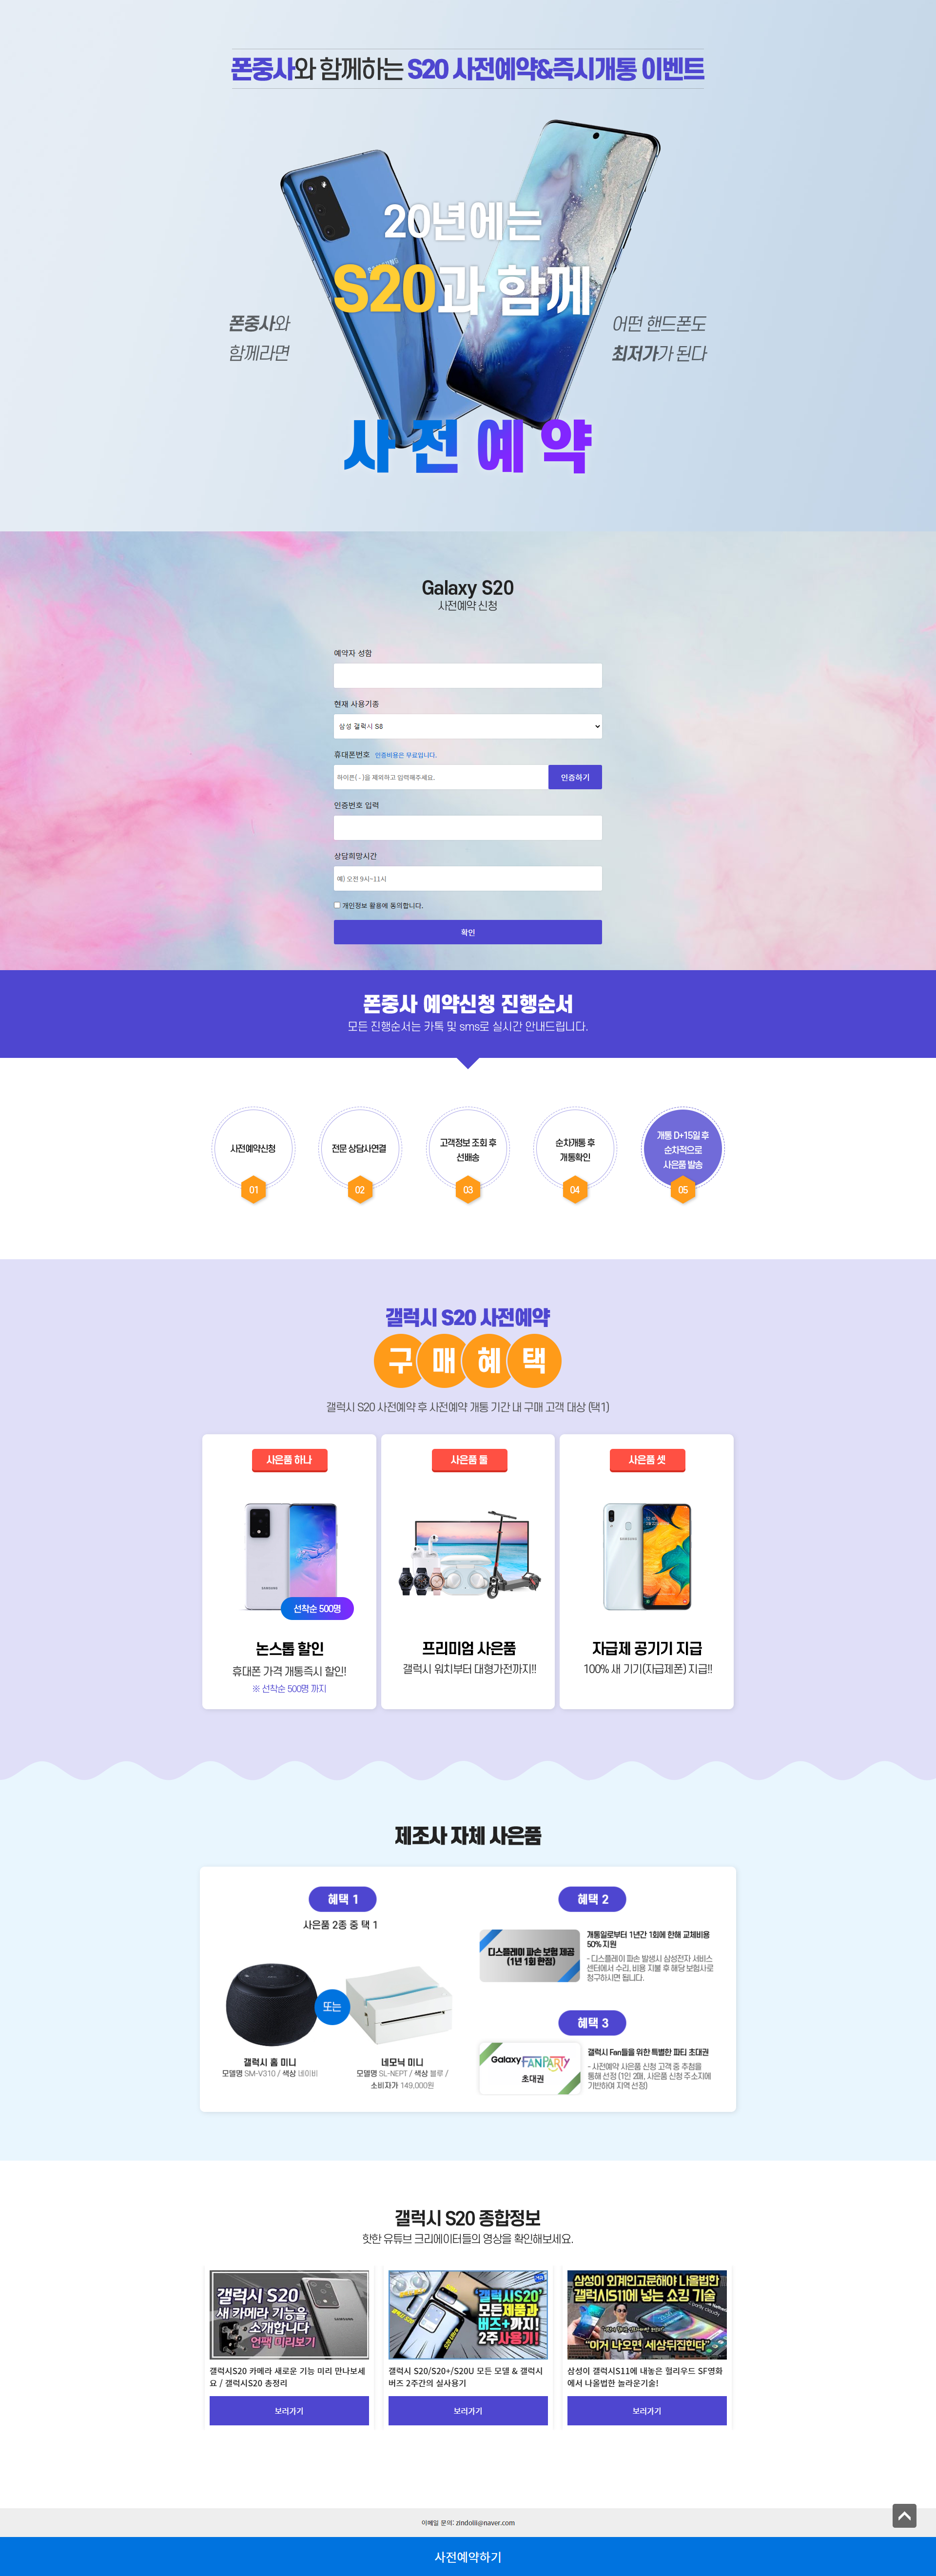 폰중사와 함께하는 S20 사전예약&즉시개통 이벤트
20년에는
S20과 함께
폰중사와
함께라면
어떤 핸드폰도
최저가가 된다
사전예약
Galaxy S20
사전예약 신청
예약자 성함
현재 사용기종
삼성 갤럭시 S8
휴대폰번호 인증비용은 무료입니다.
하이픈( - )을 제외하고 입력해주세요.
인증하기
인증번호 입력
상담희망시간
예) 오전 9시~11시
개인정보 활용에 동의합니다.
확인
폰중사 예약신청 진행순서
모든 진행순서는 카톡 및 sms로 실시간 안내드립니다.
사전예약신청
01
전문 상담사연결
02
고객정보 조회 후
선배송
03
순차개통 후
개통확인
04
개통 D+15일 후
순차적으로
사은품 발송
05
갤럭시 S20 사전예약
구매혜택
갤럭시 S20 사전예약 후 사전예약 개통 기간 내 구매 고객 대상 (택1)
사은품 하나
선착순 500명
논스톱 할인
휴대폰 가격 개통즉시 할인!
※ 선착순 500명 까지
사은품 둘
프리미엄 사은품
갤럭시 워치부터 대형가전까지!!
사은품 셋
SAMSUNG
자급제 공기기 지급
100% 새 기기(자급제폰) 지급!!
제조사 자체 사은품
혜택 1
사은품 2종 중 택 1
또는
갤럭시 홈 미니
모델명 SM-V310 / 색상 네이비
네모닉 미니
모델명 SL-NEPT / 색상 블루 /
소비자가 149,000원
혜택 2
디스플레이 파손 보험 제공
(1년 1회 한정)
개통일로부터 1년간 1회에 한해 교체비용
50% 지원
- 디스플레이 파손 발생시 삼성전자 서비스
센터에서 수리, 비용 지불 후 해당 보험사로
청구하시면 됩니다.
혜택 3
Galaxy FANPARTY
초대권
갤럭시 Fan들을 위한 특별한 파티 초대권
- 사전예약 사은품 신청 고객 중 추첨을
통해 선정 (1인 2매, 사은품 신청 주소지에
기반하여 지역 선정)
갤럭시 S20 종합정보
핫한 유튜브 크리에이터들의 영상을 확인해보세요.
갤럭시 S20
새 카메라 기능을
소개합니다
언팩 미리보기
갤럭시S20 카메라 새로운 기능 미리 만나보세
요 / 갤럭시S20 총정리
보러가기
'갤럭시S20'
모든제품과
버즈+까지!
2주사용기!
갤럭시 S20/S20+/S20U 모든 모델 & 갤럭시
버즈 2주간의 실사용기
보러가기
삼성이 외계인고문해야 나올법한
갤럭시S11에 넣는 쇼킹 기술
"이거 나오면 세상뒤집힌다"
삼성이 갤럭시S11에 내놓은 헐리우드 SF영화
에서 나올법한 놀라운기술!
보러가기
이메일 문의: zindolii@naver.com
사전예약하기